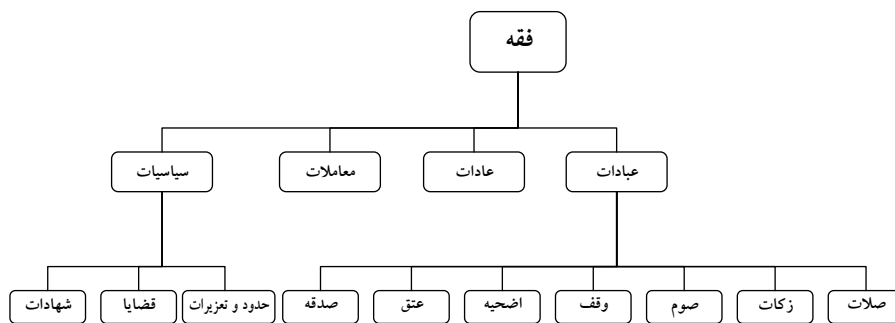 فقه
عبادات
عادات
معاملات
سیاسیات
صلات
زکات
صوم
وقف
اضحیه
عتق
صدقه
حدود و تعزیرات
قضایا
شهادات